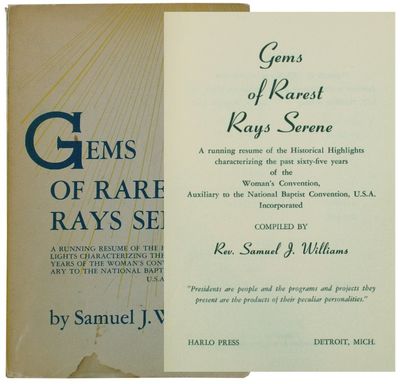 GEMS
OF RARE
RAYS SE
A RUNNING RESUME OF THE
LIGHTS CHARACTERIZING THE
YEARS OF THE WOMAN'S CONV
ARY TO THE NATIONAL BAPT
U.S.A
by Samuel J. W
Gems
of Rarest
Rays Serene
A running resume of the Historical Highlights
characterizing the past sixty-five years
of the
Woman's Convention,
Auxiliary to the National Baptist Convention, U.S.A.
Incorporated
COMPILED BY
Rev. Samuel J. Williams
"Presidents are people and the programs and projects they
present are the products of their peculiar personalities."
HARLO PRESS DETROIT, MICH.